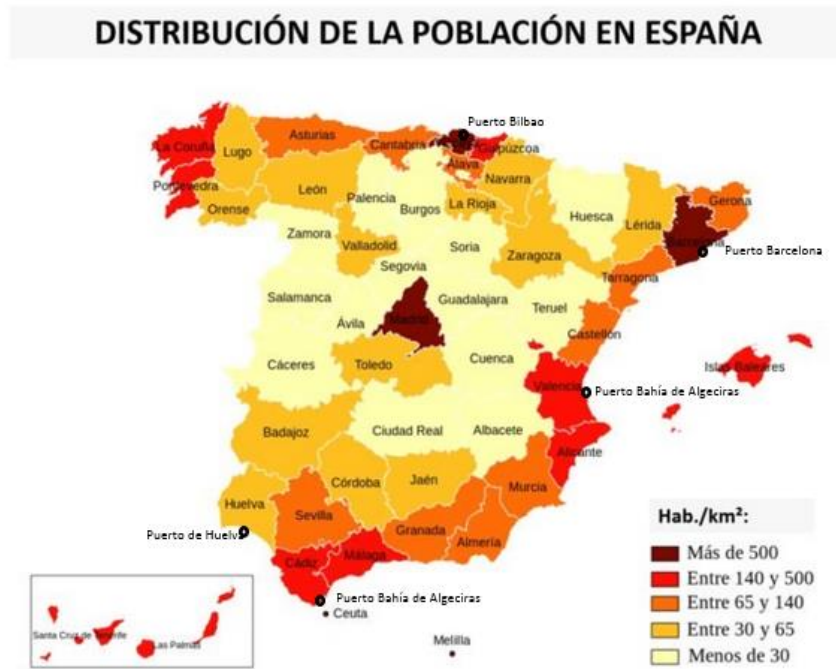 DISTRIBUCIÓN DE LA POBLACIÓN EN ESPAÑA
Puerto Bilbao
La Coruña
Lugo
Asturias
Cantabria
Guipúzcoa
Álava
Navarra
Pontevedra
Orense
León
Palencia
Burgos
La Rioja
Huesca
Lérida
Gerona
Barcelona
Puerto Barcelona
Zamora
Valladolid
Soria
Zaragoza
Tarragona
Segovia
Salamanca
Ávila
Madrid
Guadalajara
Teruel
Castellón
Cáceres
Toledo
Cuenca
Valencia
Islas Baleares
Puerto Bahía de Algeciras
Badajoz
Ciudad Real
Albacete
Alicante
Huelva
Córdoba
Jaén
Murcia
Sevilla
Puerto de Huelva
Granada
Almería
Cádiz
Málaga
Puerto Bahía de Algeciras
Ceuta
Melilla
Santa Cruz de Tenerife
Las Palmas
Hab./km²:
Más de 500
Entre 140 y 500
Entre 65 y 140
Entre 30 y 65
Menos de 30